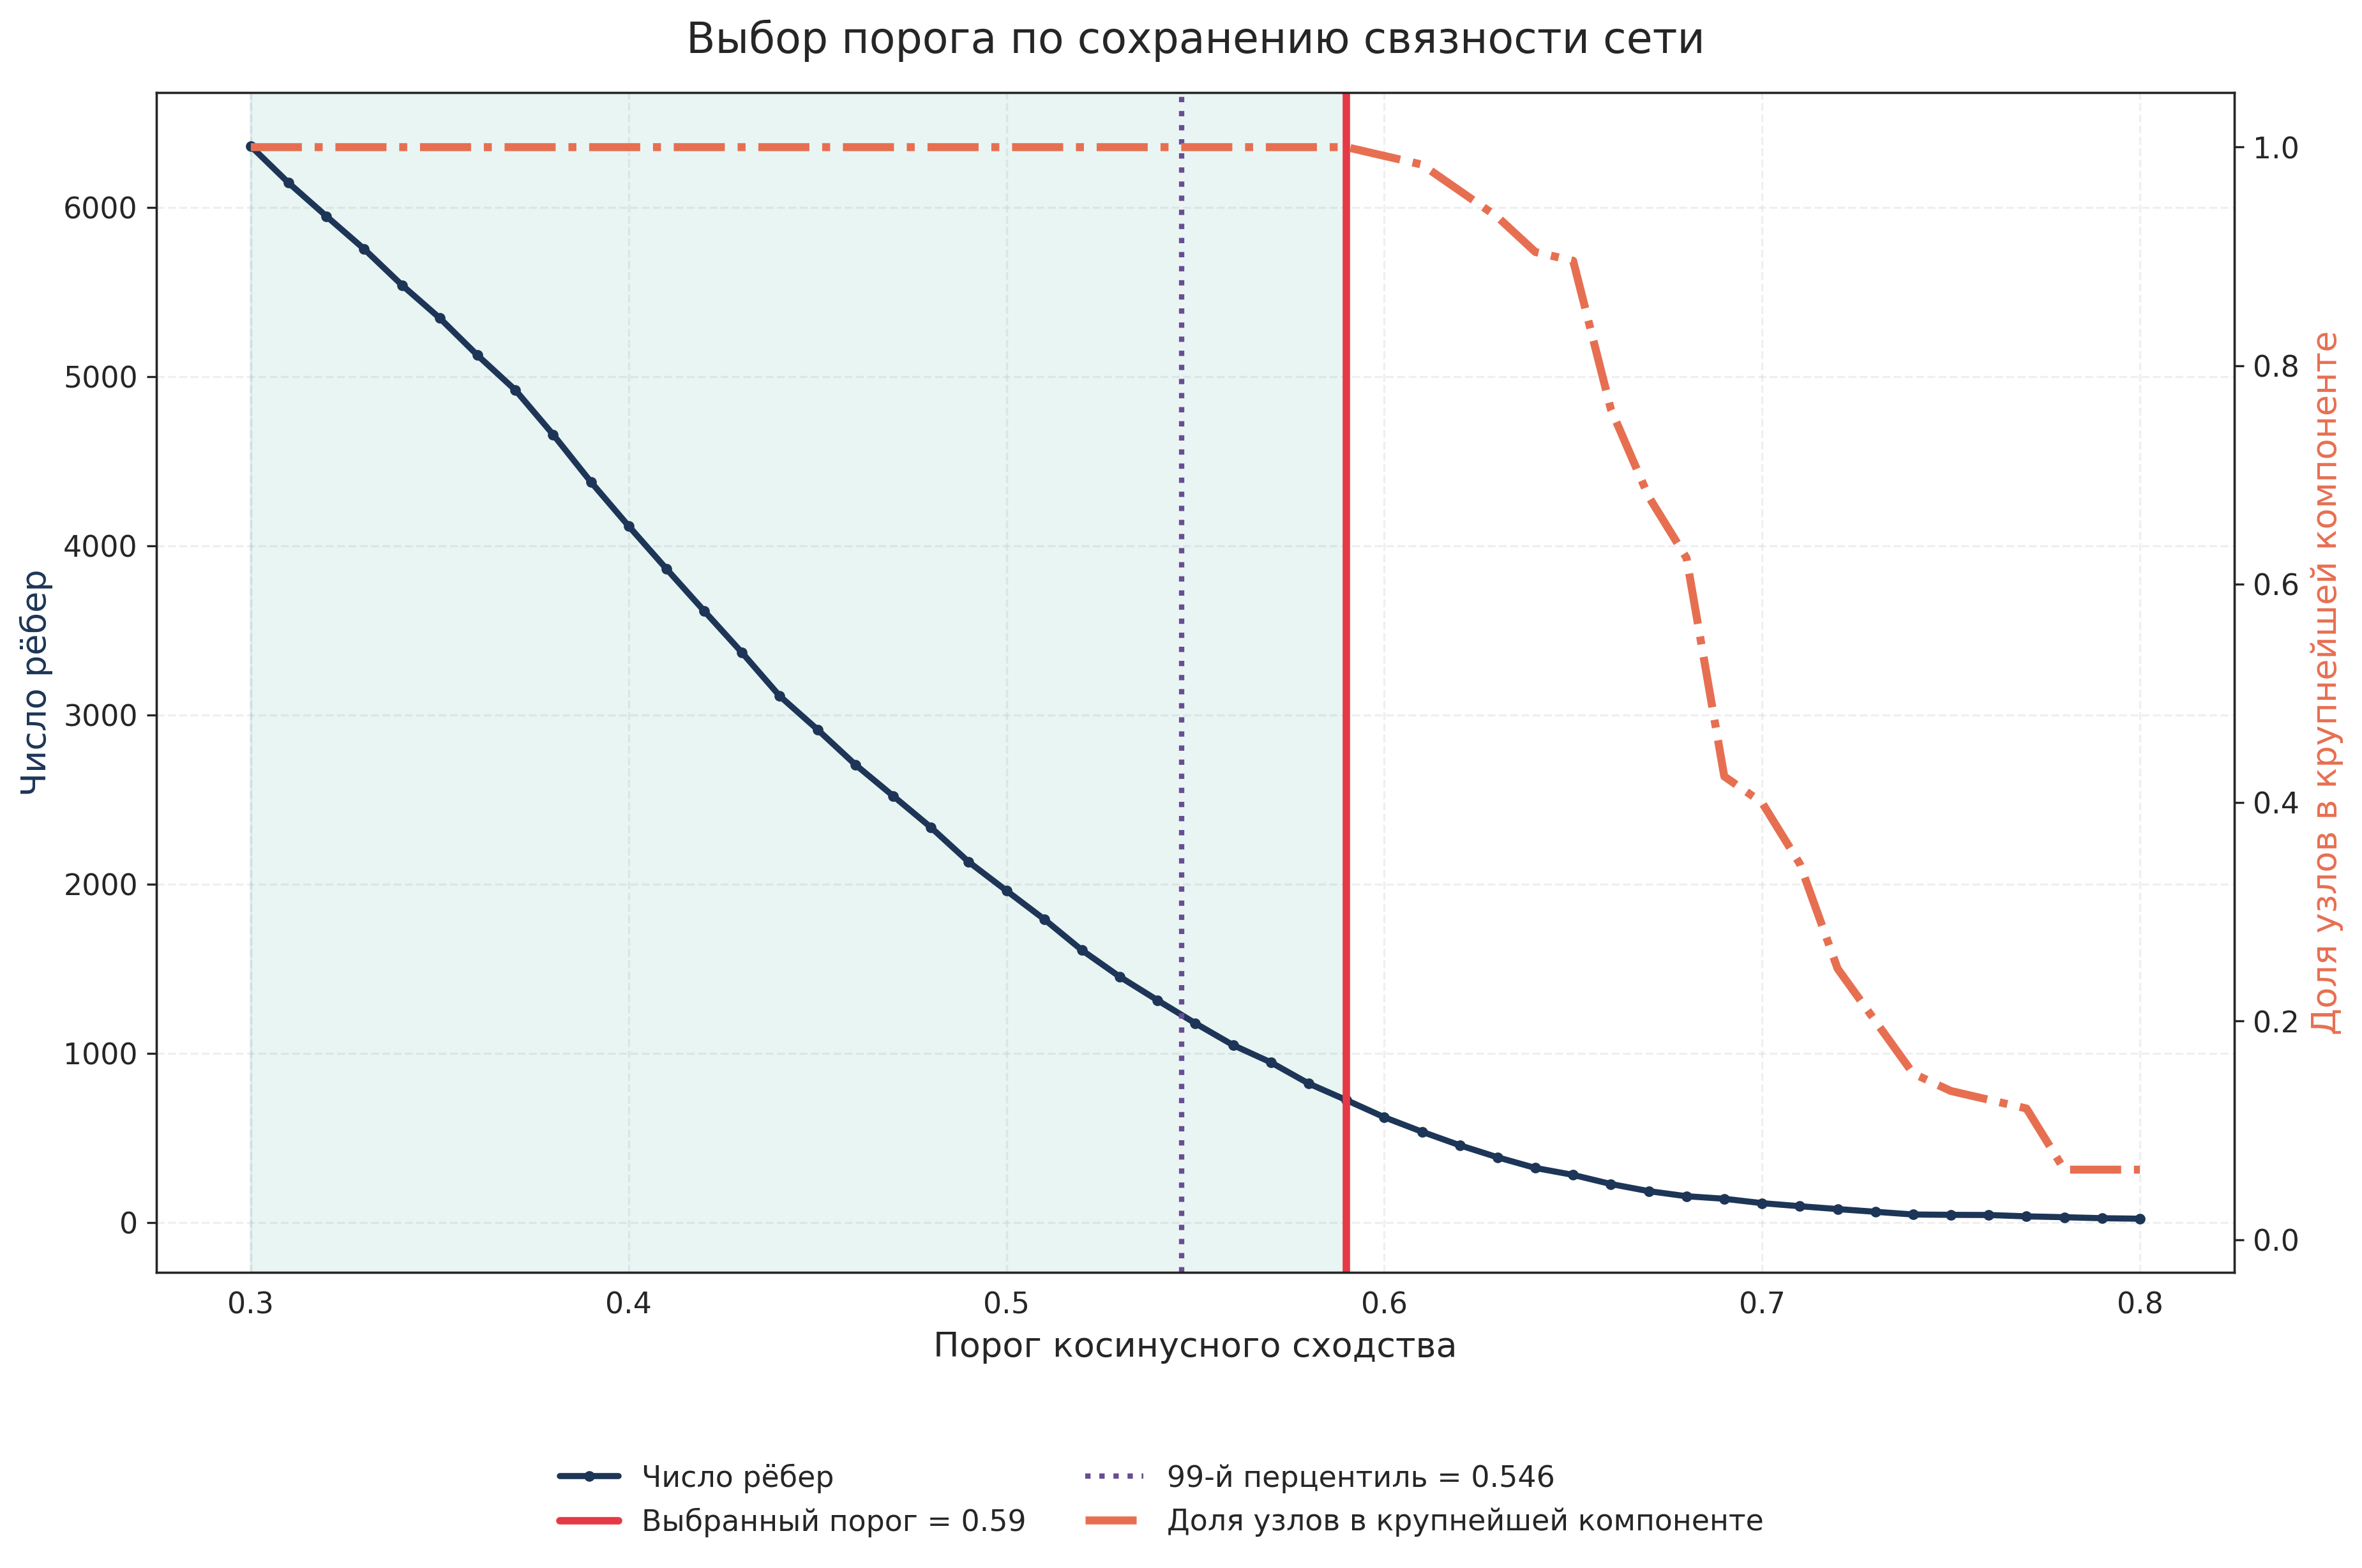 Выбор порога по сохранению связности сети
Число рёбер
6000
5000
4000
3000
2000
1000
0
1.0
0.8
0.6
0.4
0.2
0.0
Доля узлов в крупнейшей компоненте
0.3
0.4
0.5
0.6
0.7
0.8
Порог косинусного сходства
Число рёбер
Выбранный порог = 0.59
99-й перцентиль = 0.546
Доля узлов в крупнейшей компоненте